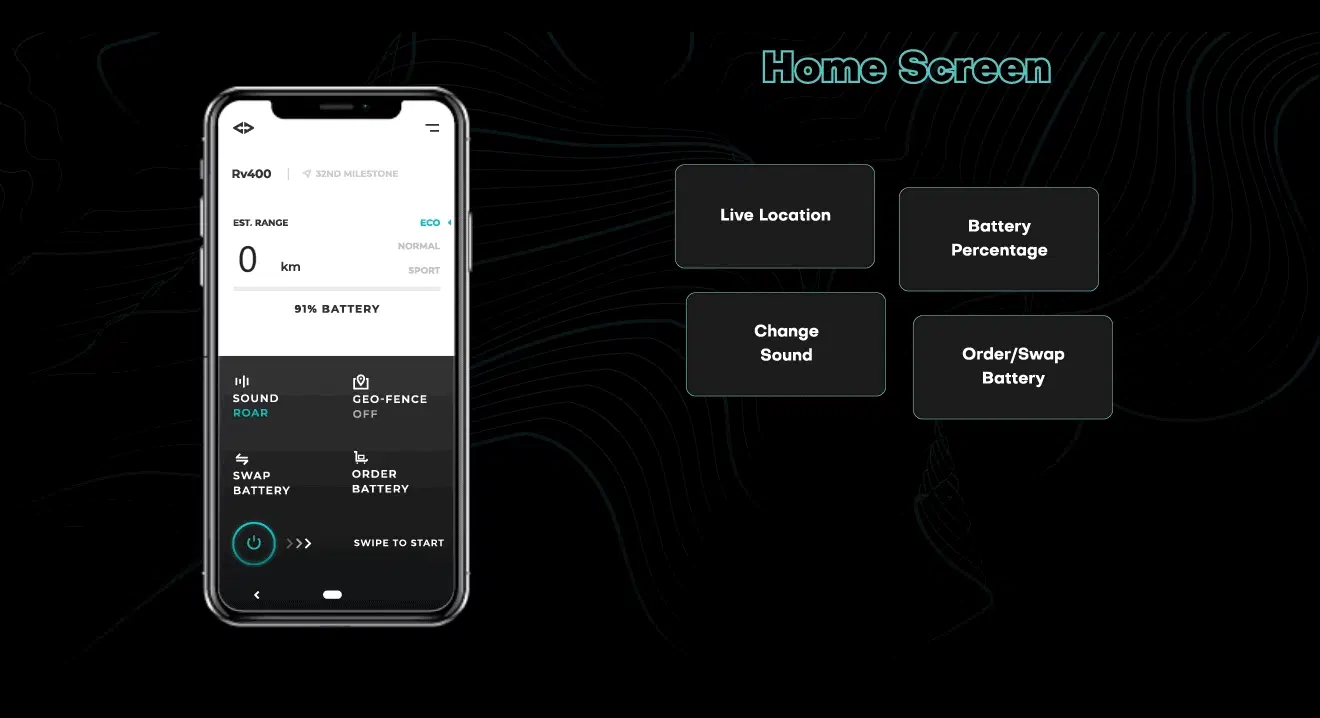 Home Screen
Rv400 | 32ND MILESTONE
EST. RANGE
ECO
0 km
NORMAL
SPORT
91% BATTERY
SOUND
ROAR
GEO-FENCE
OFF
SWAP
BATTERY
ORDER
BATTERY
SWIPE TO START
Live Location
Battery
Percentage
Change
Sound
Order/Swap
Battery